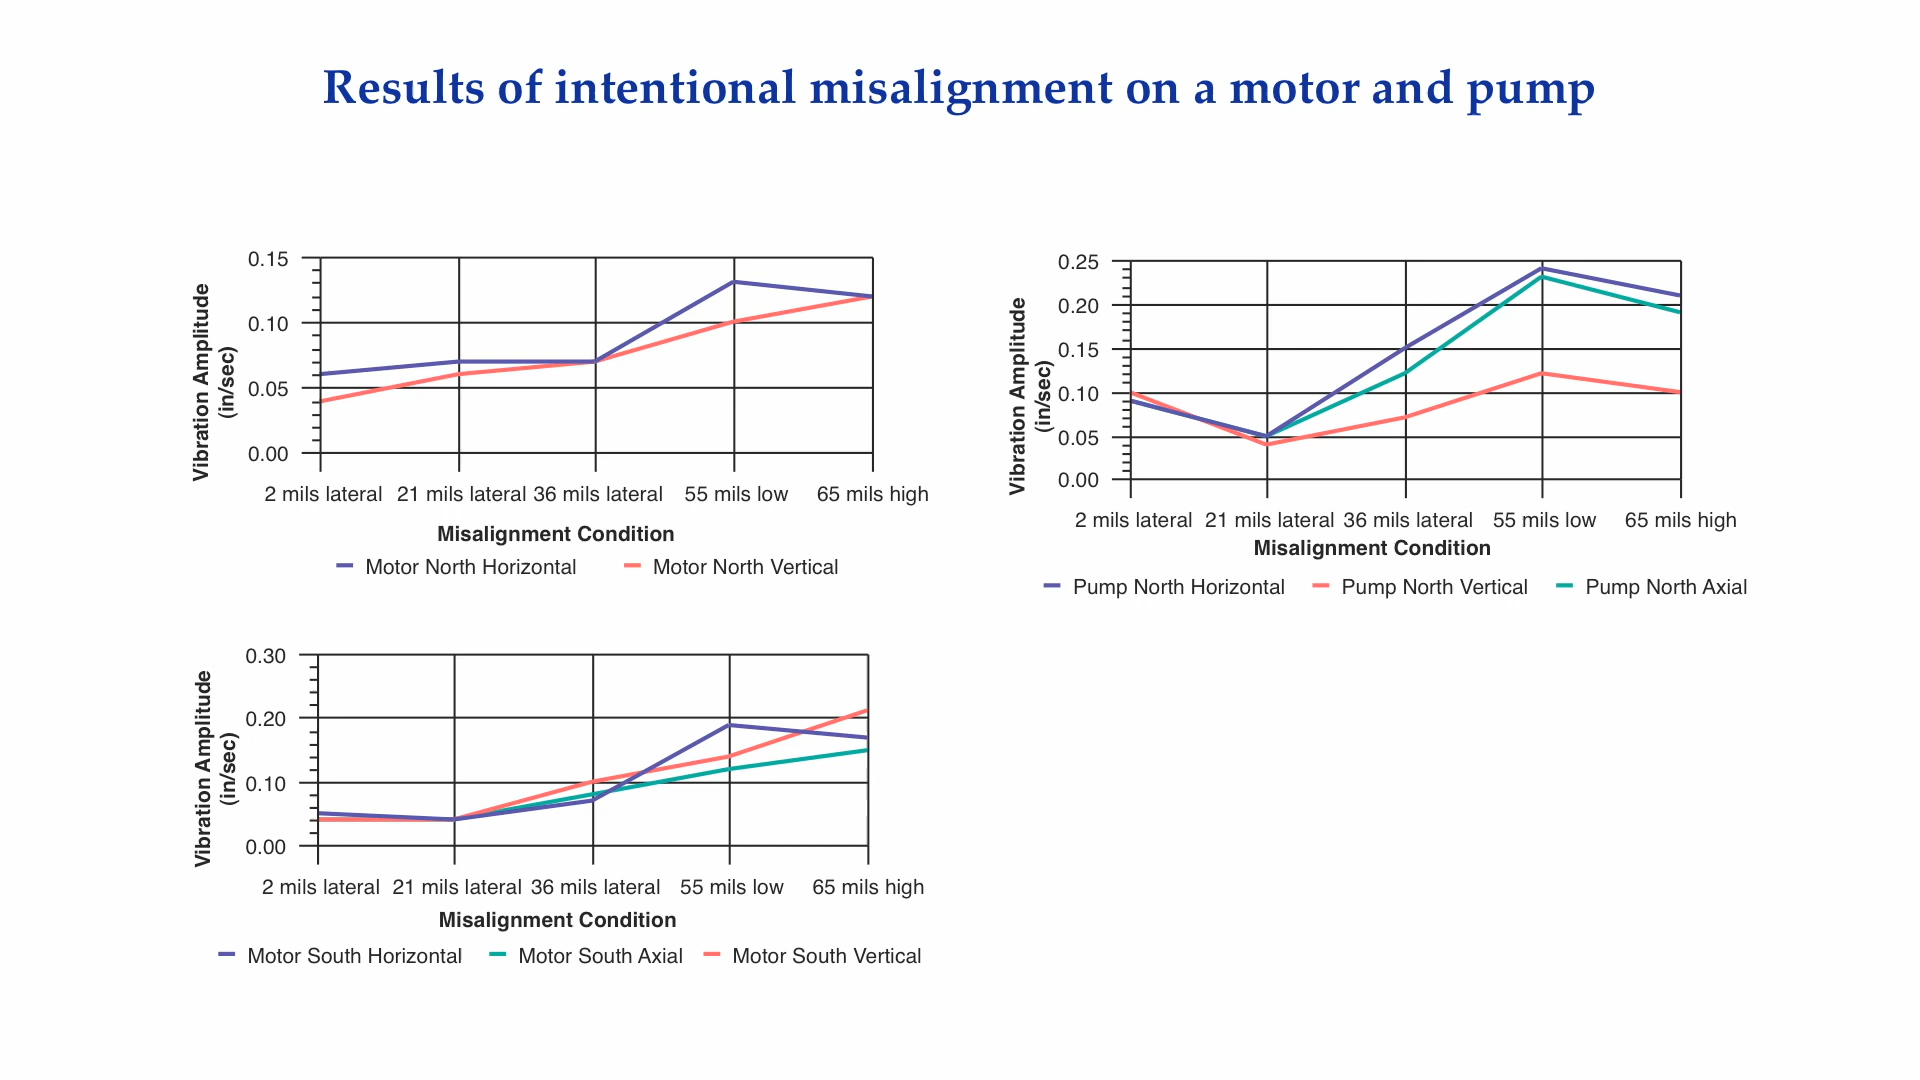 Results of intentional misalignment on a motor and pump
Vibration Amplitude
(in/sec)
0.15
0.10
0.05
0.00
2 mils lateral 21 mils lateral 36 mils lateral 55 mils low 65 mils high
Misalignment Condition
Motor North Horizontal Motor North Vertical
Vibration Amplitude
(in/sec)
0.25
0.20
0.15
0.10
0.05
0.00
2 mils lateral 21 mils lateral 36 mils lateral 55 mils low 65 mils high
Misalignment Condition
Pump North Horizontal Pump North Vertical Pump North Axial
Vibration Amplitude
(in/sec)
0.30
0.20
0.10
0.00
2 mils lateral 21 mils lateral 36 mils lateral 55 mils low 65 mils high
Misalignment Condition
Motor South Horizontal Motor South Axial Motor South Vertical